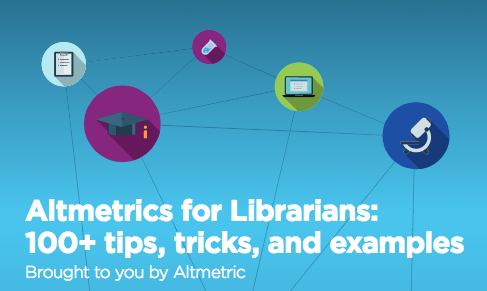 Altmetrics for Librarians:
100+ tips, tricks, and examples
Brought to you by Altmetric